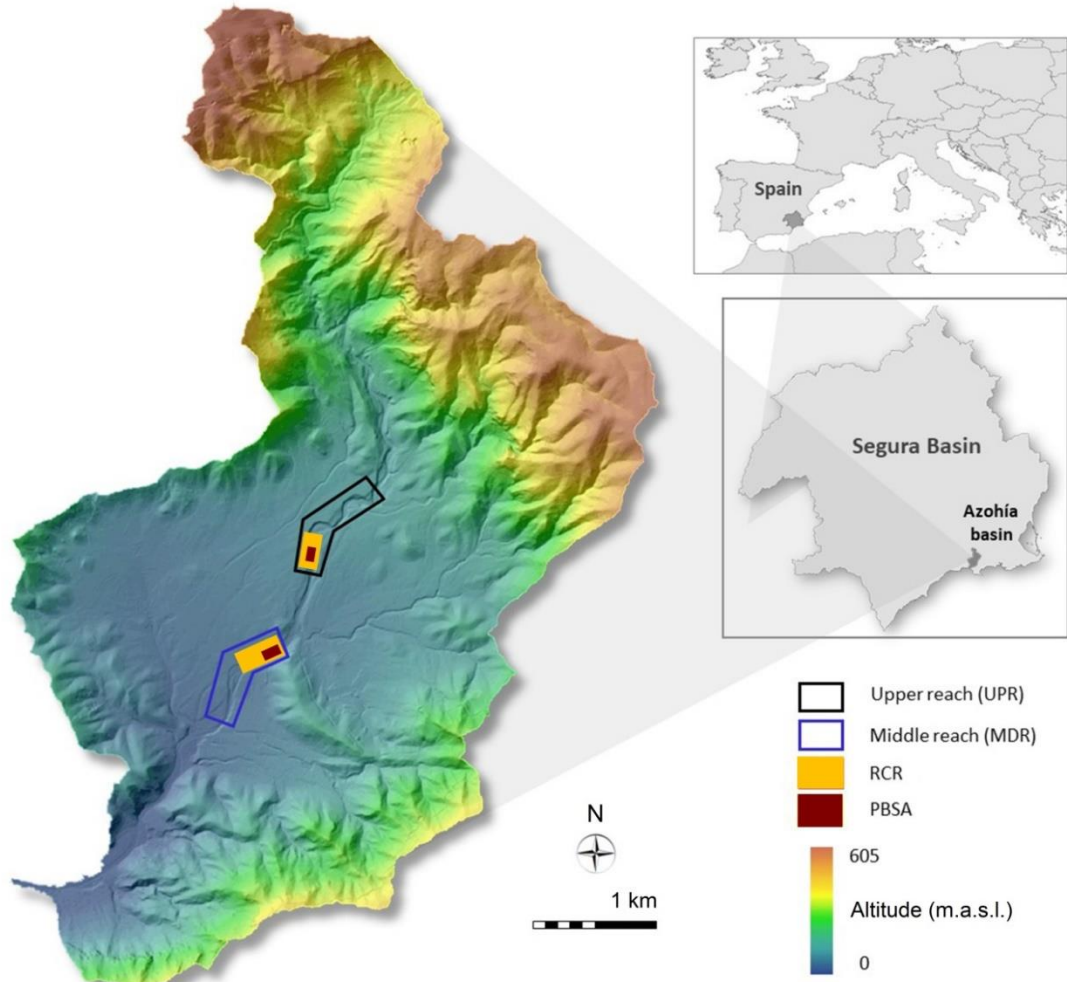 Spain
Segura Basin
Azohía
basin
Upper reach (UPR)
Middle reach (MDR)
RCR
PBSA
N
1 km
605
Altitude (m.a.s.l.)
0